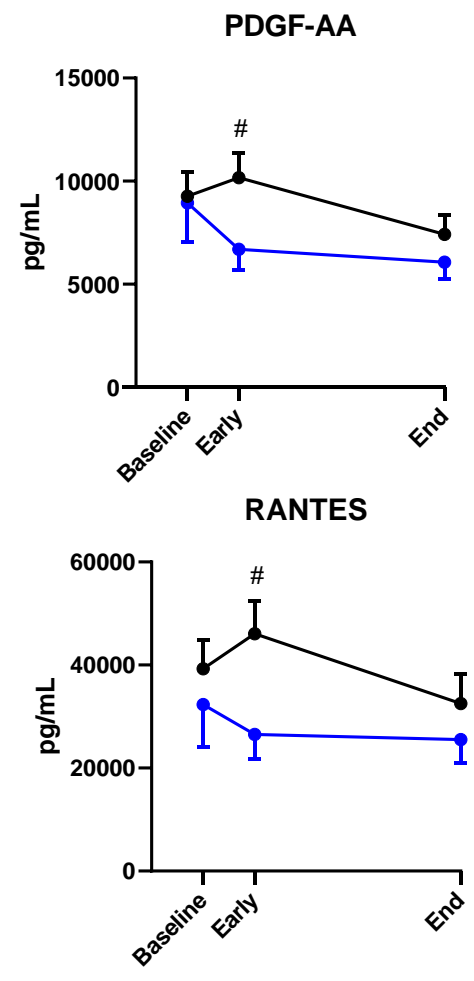 PDGF-AA
15000
#
10000
pg/mL
5000
0
Baseline
Early
End
RANTES
60000
#
40000
pg/mL
20000
0
Baseline
Early
End